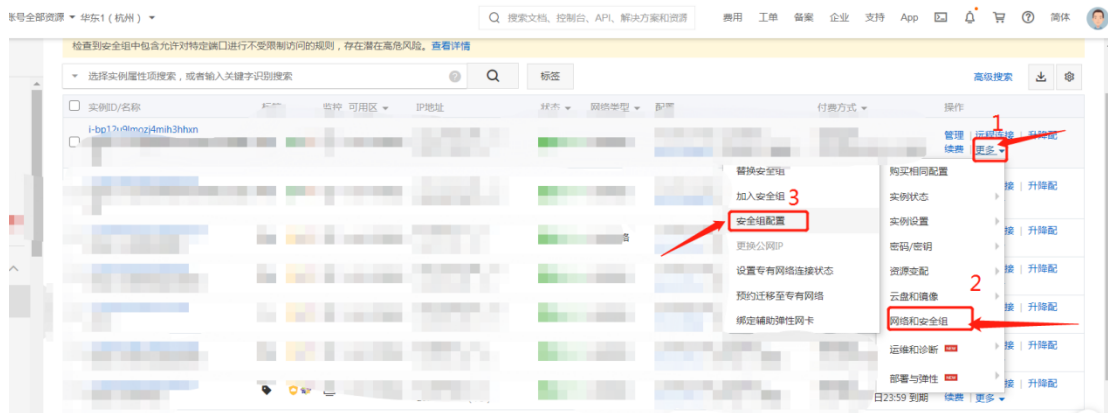 账号全部资源 华东1（杭州） 搜索文档、控制台、API、解决方案和资源 费用 工单 备案 企业 支持 App 简体
检查到安全组中包含允许对特定端口进行不受限制访问的规则，存在潜在高危风险。查看详情
选择实例属性项搜索，或者输入关键字识别搜索 标签 高级搜索
实例ID/名称 标签 监控 可用区 IP地址 状态 网络类型 配置 付费方式 操作
1
i-bp12u9lmozj4mih3hhxn
管理 | 远程连接 | 升降配
续费 | 更多
替换安全组 购买相同配置
接 | 升降配
加入安全组 3 实例状态
安全组配置 实例设置
接 | 升降配
更换公网IP 密码/密钥
设置专有网络连接状态 资源变配 接 | 升降配
2
预约迁移至专有网络 云盘和镜像
接 | 升降配
绑定辅助弹性网卡 网络和安全组
运维和诊断 NEW 接 | 升降配
部署与弹性 NEW 接 | 升降配
日23:59 到期 续费 | 更多